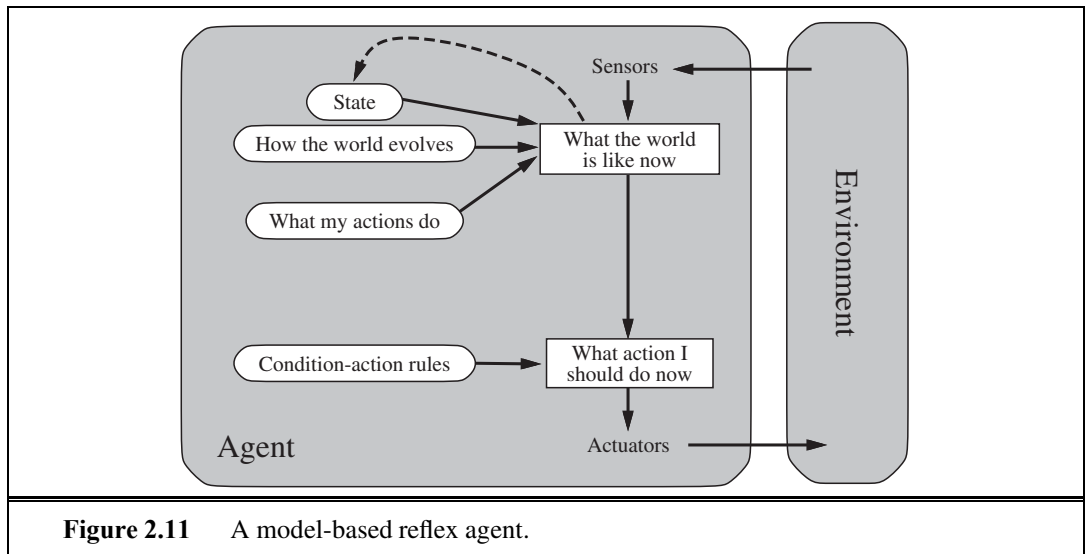 Sensors
State
What the world
is like now
How the world evolves
What my actions do
Environment
Condition-action rules
What action I
should do now
Agent
Actuators
Figure 2.11 A model-based reflex agent.